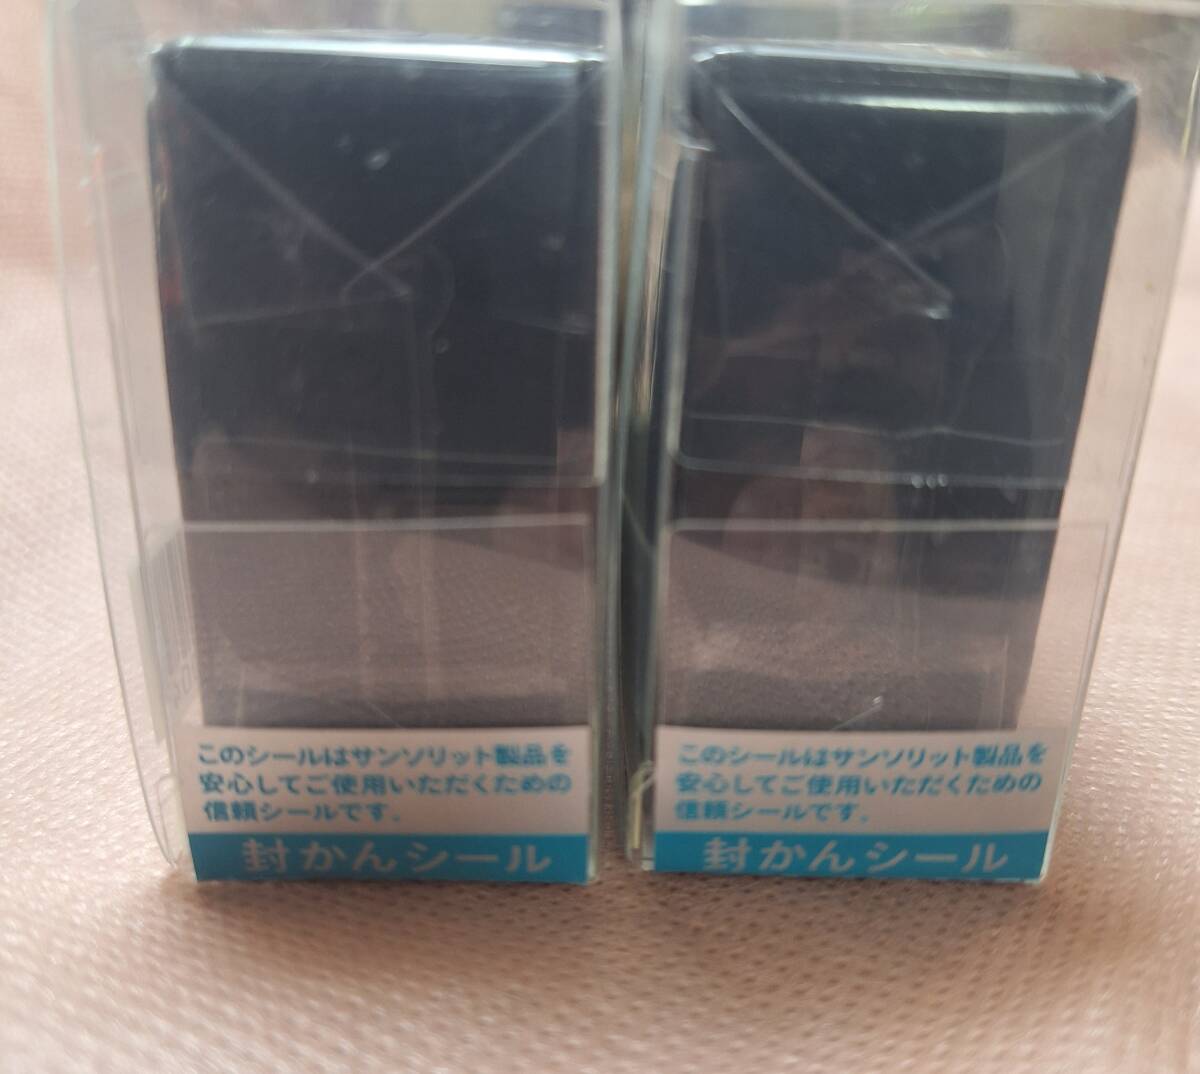 このシールはサンソリット製品を
安心してご使用いただくための
信頼シールです。
封かんシール
このシールはサンソリット製品を
安心してご使用いただくための
信頼シールです。
封かんシール